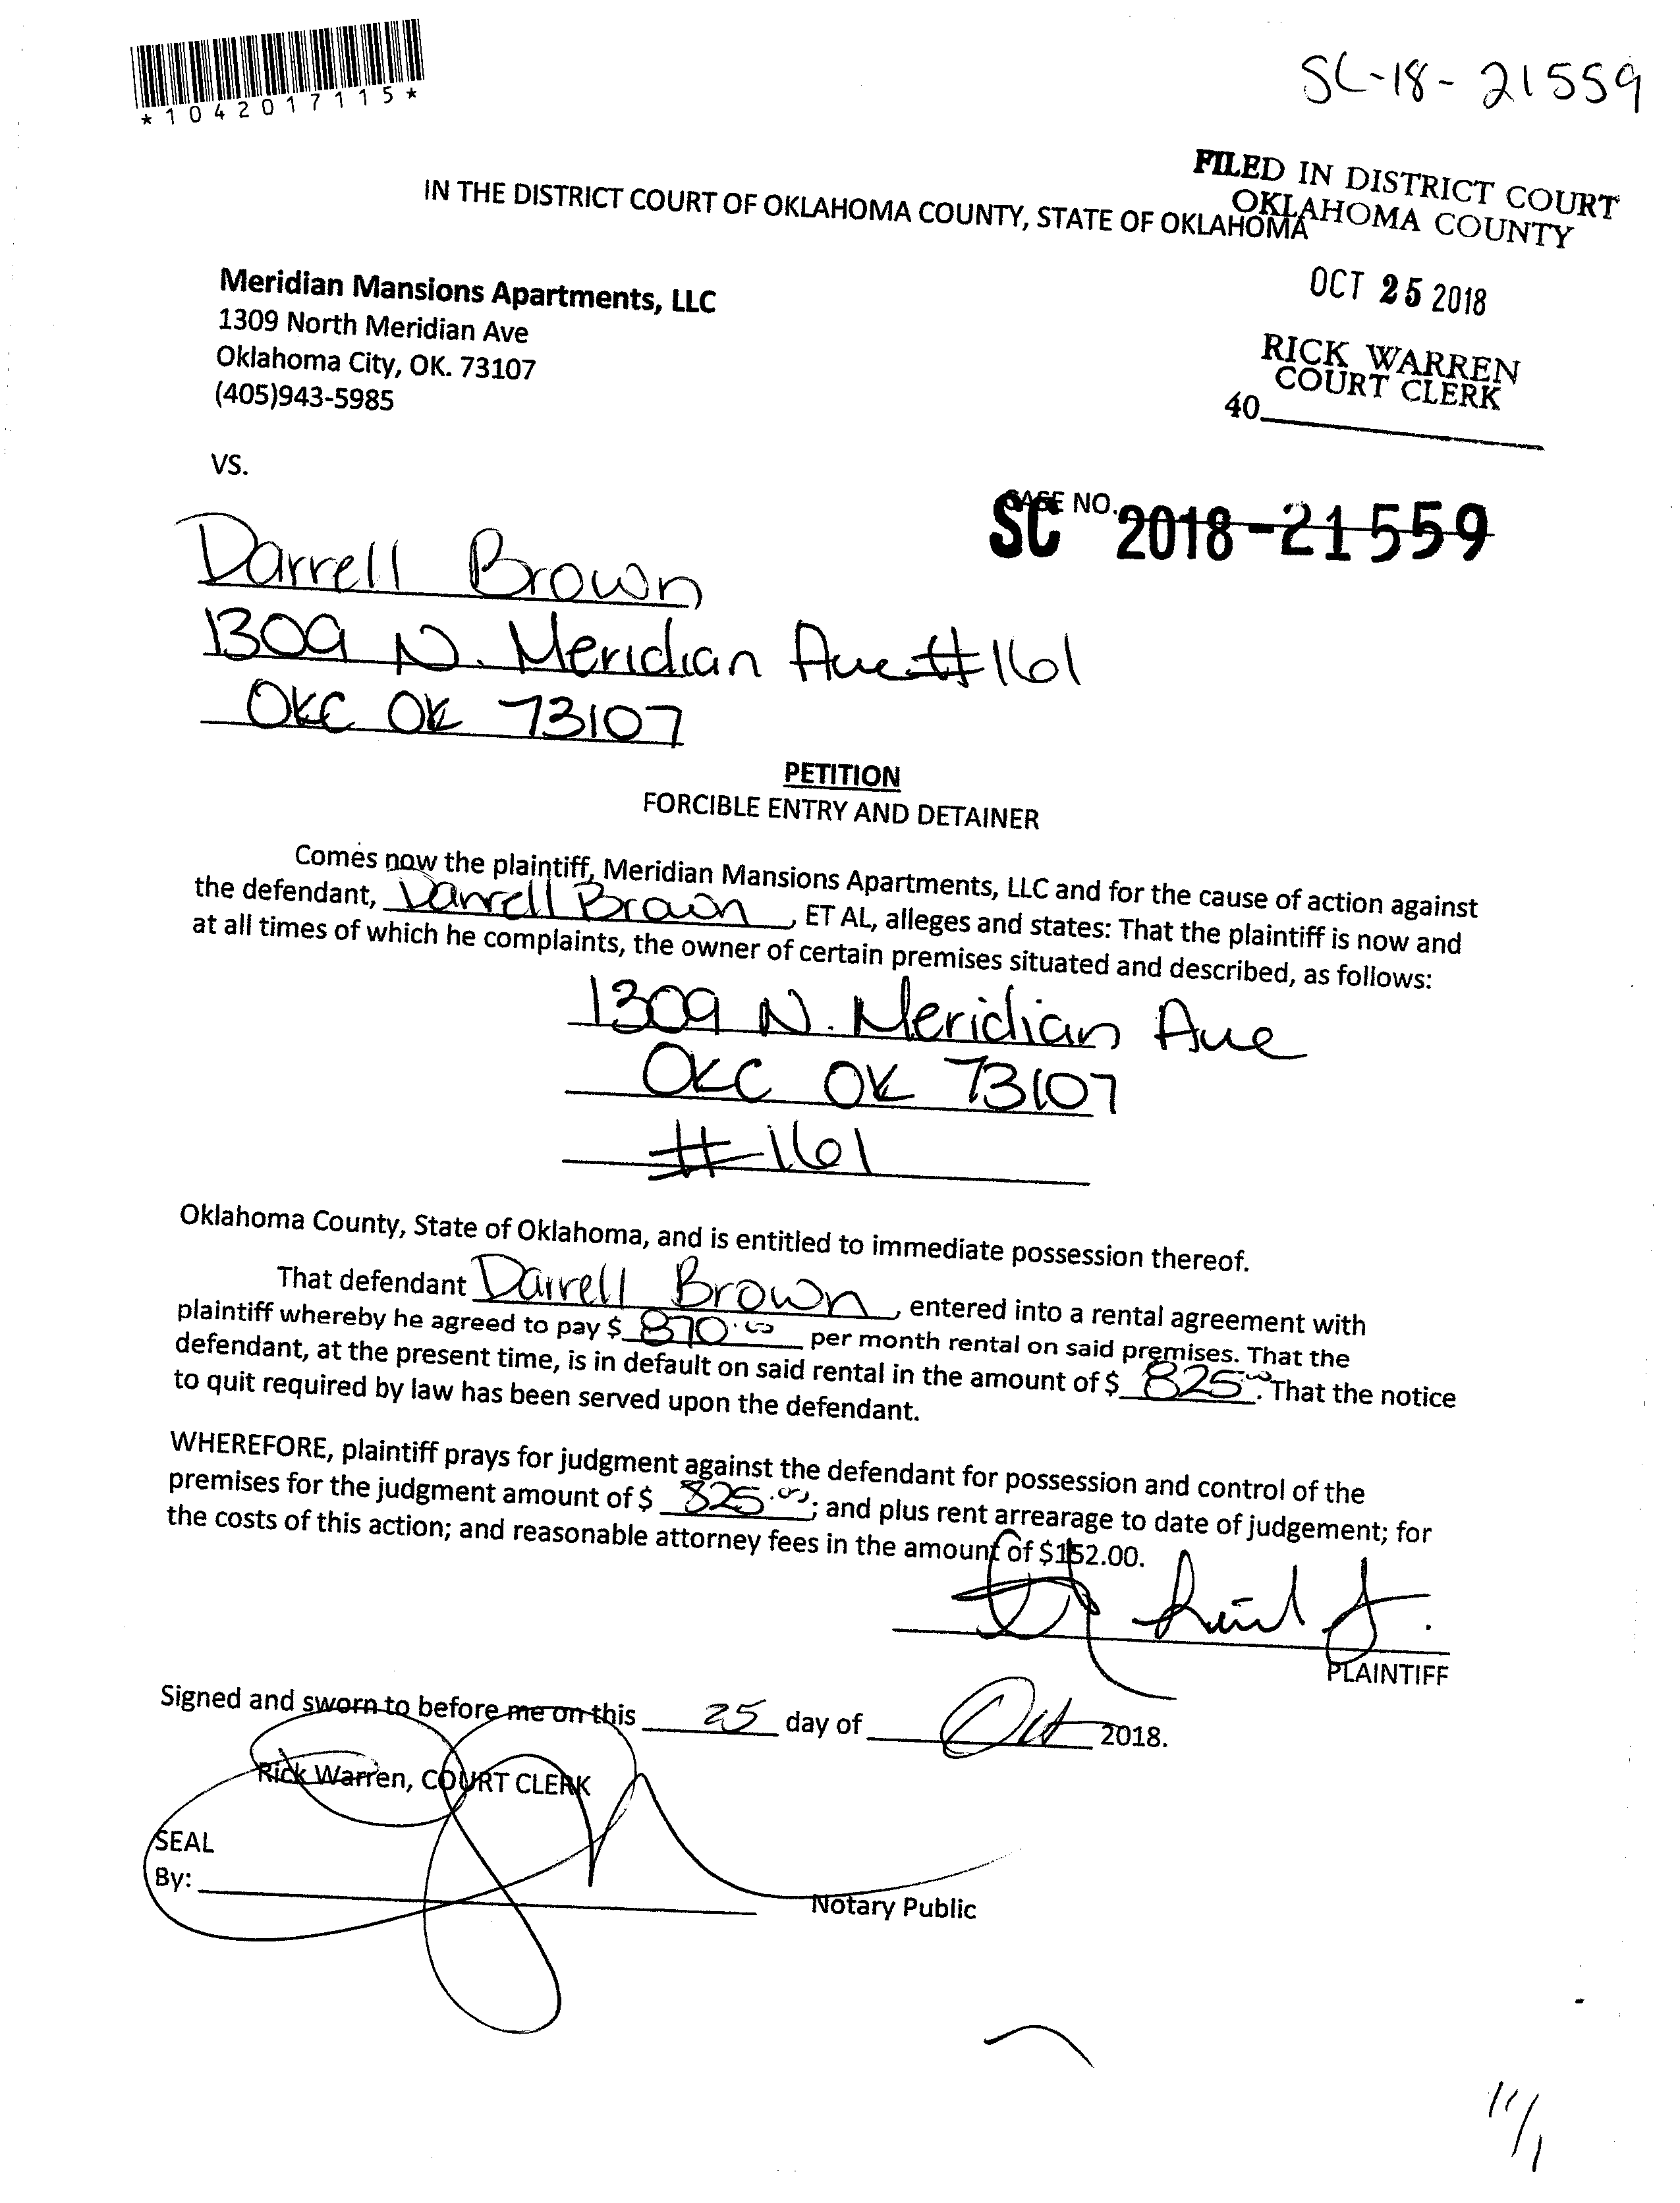 *1042017115*
SC-18-21559
FILED IN DISTRICT COURT
OKLAHOMA COUNTY
IN THE DISTRICT COURT OF OKLAHOMA COUNTY, STATE OF OKLAHOMA
OCT 25 2018
RICK WARREN
COURT CLERK
40
Meridian Mansions Apartments, LLC
1309 North Meridian Ave
Oklahoma City, OK. 73107
(405)943-5985
VS.
CASE NO.
SC 2018-21559
Darrell Brown
1309 N. Meridian Ave #161
OKC OK 73107
PETITION
FORCIBLE ENTRY AND DETAINER
Comes now the plaintiff, Meridian Mansions Apartments, LLC and for the cause of action against
the defendant, Darrell Brown, ET AL, alleges and states: That the plaintiff is now and
at all times of which he complaints, the owner of certain premises situated and described, as follows:
1309 N. Meridian Ave
OKC OK 73107
#161
Oklahoma County, State of Oklahoma, and is entitled to immediate possession thereof.
That defendant Darrell Brown, entered into a rental agreement with
plaintiff whereby he agreed to pay $ 870.00 per month rental on said premises. That the
defendant, at the present time, is in default on said rental in the amount of $ 825.00. That the notice
to quit required by law has been served upon the defendant.
WHEREFORE, plaintiff prays for judgment against the defendant for possession and control of the
premises for the judgment amount of $ 825.00; and plus rent arrearage to date of judgement; for
the costs of this action; and reasonable attorney fees in the amount of $152.00.
PLAINTIFF
Signed and sworn to before me on this 25 day of Oct 2018.
Rick Warren, COURT CLERK
SEAL
By:
Notary Public
11/1